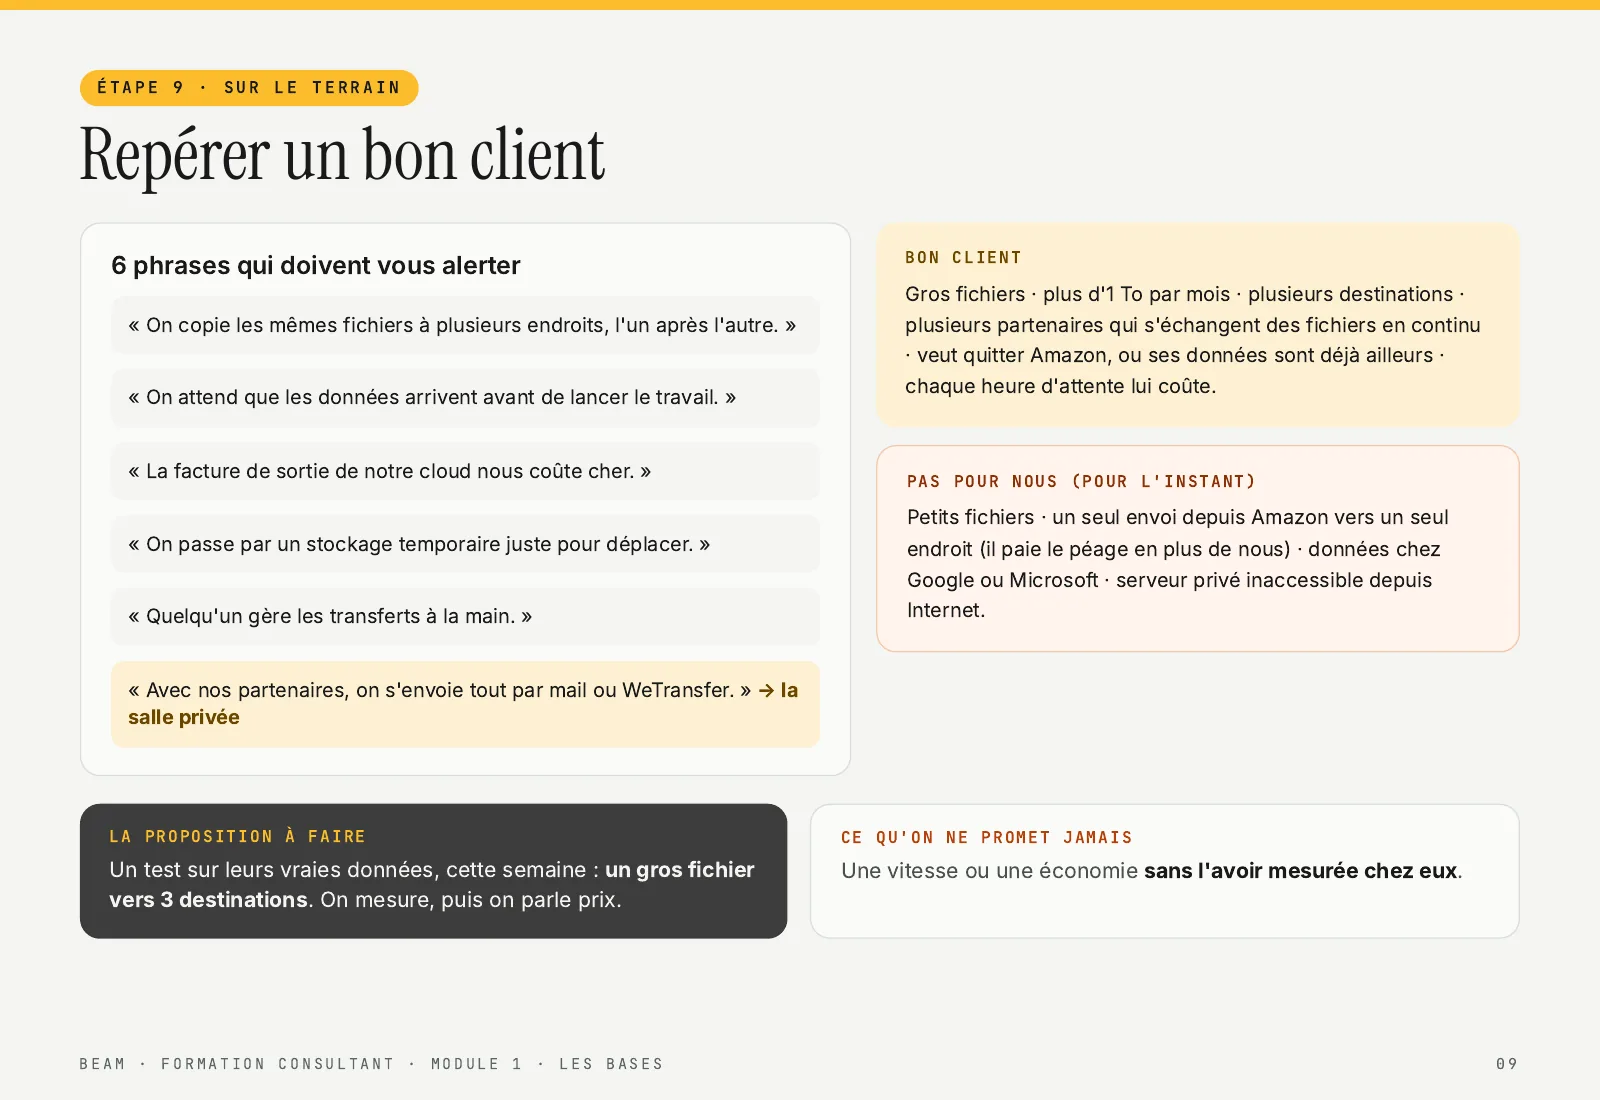 ÉTAPE 9 · SUR LE TERRAIN
Repérer un bon client
6 phrases qui doivent vous alerter
« On copie les mêmes fichiers à plusieurs endroits, l'un après l'autre. »
« On attend que les données arrivent avant de lancer le travail. »
« La facture de sortie de notre cloud nous coûte cher. »
« On passe par un stockage temporaire juste pour déplacer. »
« Quelqu'un gère les transferts à la main. »
« Avec nos partenaires, on s'envoie tout par mail ou WeTransfer. » → la
salle privée
BON CLIENT
Gros fichiers · plus d'1 To par mois · plusieurs destinations ·
plusieurs partenaires qui s'échangent des fichiers en continu
· veut quitter Amazon, ou ses données sont déjà ailleurs ·
chaque heure d'attente lui coûte.
PAS POUR NOUS (POUR L'INSTANT)
Petits fichiers · un seul envoi depuis Amazon vers un seul
endroit (il paie le péage en plus de nous) · données chez
Google ou Microsoft · serveur privé inaccessible depuis
Internet.
LA PROPOSITION À FAIRE
Un test sur leurs vraies données, cette semaine : un gros fichier
vers 3 destinations. On mesure, puis on parle prix.
CE QU'ON NE PROMET JAMAIS
Une vitesse ou une économie sans l'avoir mesurée chez eux.
BEAM · FORMATION CONSULTANT · MODULE 1 · LES BASES
09